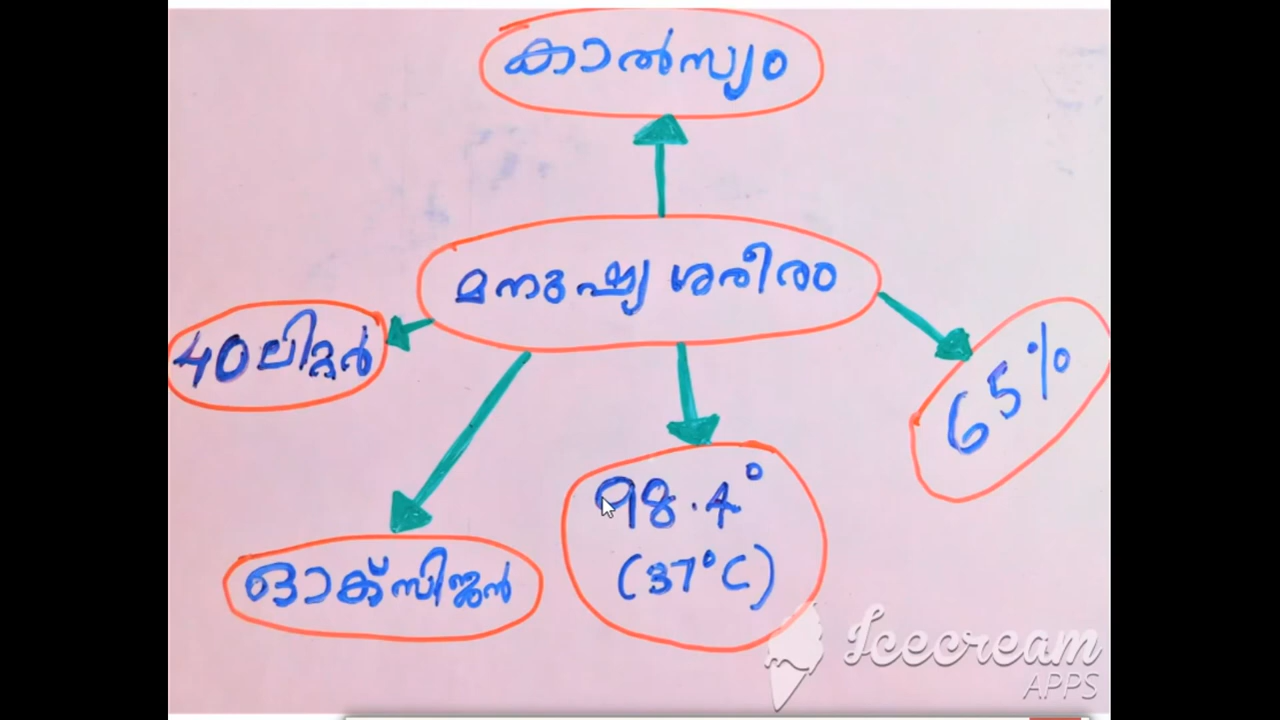 കാൽസ്യം
മനുഷ്യ ശരീരം
40 ലിറ്റർ
65%
ഓക്സിജൻ
98.4°
(37°C)
Icecream
APPS